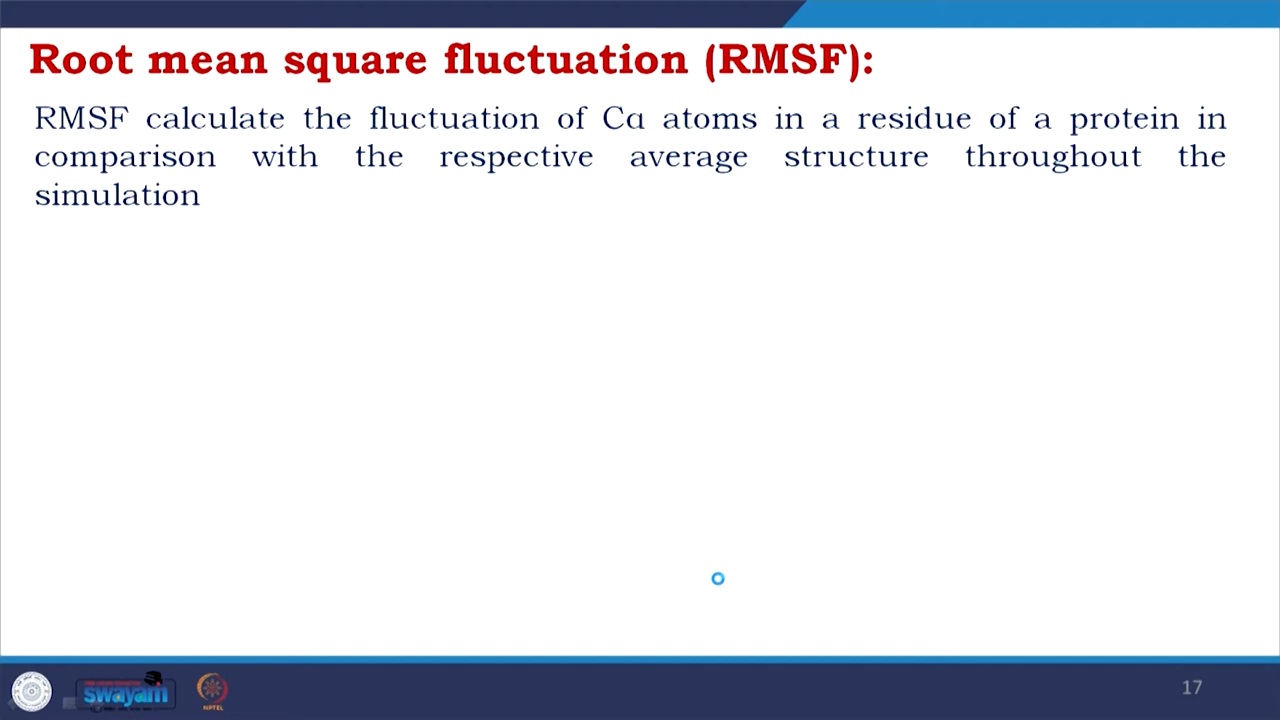 Root mean square fluctuation (RMSF):
RMSF calculate the fluctuation of Cα atoms in a residue of a protein in
comparison with the respective average structure throughout the
simulation
swayam
NPTEL
17